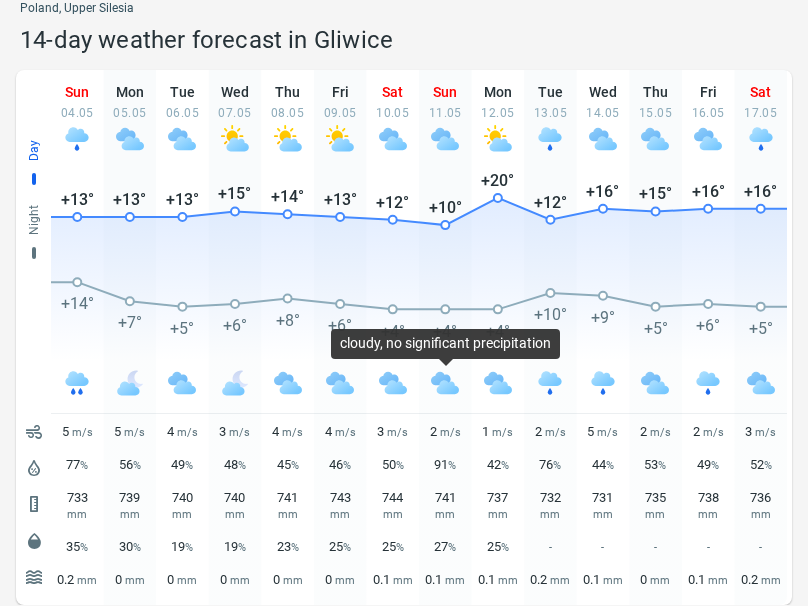 Poland, Upper Silesia
14-day weather forecast in Gliwice
Sun Mon Tue Wed Thu Fri Sat Sun Mon Tue Wed Thu Fri Sat
04.05 05.05 06.05 07.05 08.05 09.05 10.05 11.05 12.05 13.05 14.05 15.05 16.05 17.05
Day
+13° +13° +13° +15° +14° +13° +12° +10° +20° +12° +16° +15° +16° +16°
Night
+14° +7° +5° +6° +8° +6° +4° +4° +4° +10° +9° +5° +6° +5°
cloudy, no significant precipitation
5 m/s 5 m/s 4 m/s 3 m/s 4 m/s 4 m/s 3 m/s 2 m/s 1 m/s 2 m/s 5 m/s 2 m/s 2 m/s 3 m/s
77% 56% 49% 48% 45% 46% 50% 91% 42% 76% 44% 53% 49% 52%
733 739 740 740 741 743 744 741 737 732 731 735 738 736
mm mm mm mm mm mm mm mm mm mm mm mm mm mm
35% 30% 19% 19% 23% 25% 25% 27% 25% - - - - -
0.2 mm 0 mm 0 mm 0 mm 0 mm 0 mm 0.1 mm 0.1 mm 0.1 mm 0.2 mm 0.1 mm 0 mm 0.1 mm 0.2 mm